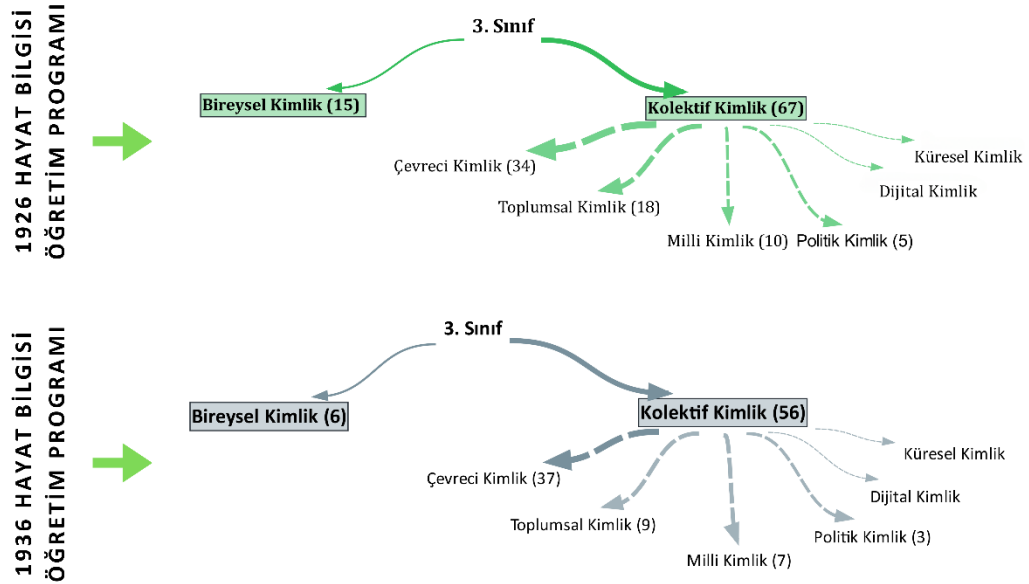 1926 HAYAT BİLGİSİ
ÖĞRETİM PROGRAMI
3. Sınıf
Bireysel Kimlik (15)
Kolektif Kimlik (67)
Çevreci Kimlik (34)
Toplumsal Kimlik (18)
Milli Kimlik (10)
Politik Kimlik (5)
Dijital Kimlik
Küresel Kimlik
1936 HAYAT BİLGİSİ
ÖĞRETİM PROGRAMI
3. Sınıf
Bireysel Kimlik (6)
Kolektif Kimlik (56)
Çevreci Kimlik (37)
Toplumsal Kimlik (9)
Milli Kimlik (7)
Politik Kimlik (3)
Dijital Kimlik
Küresel Kimlik